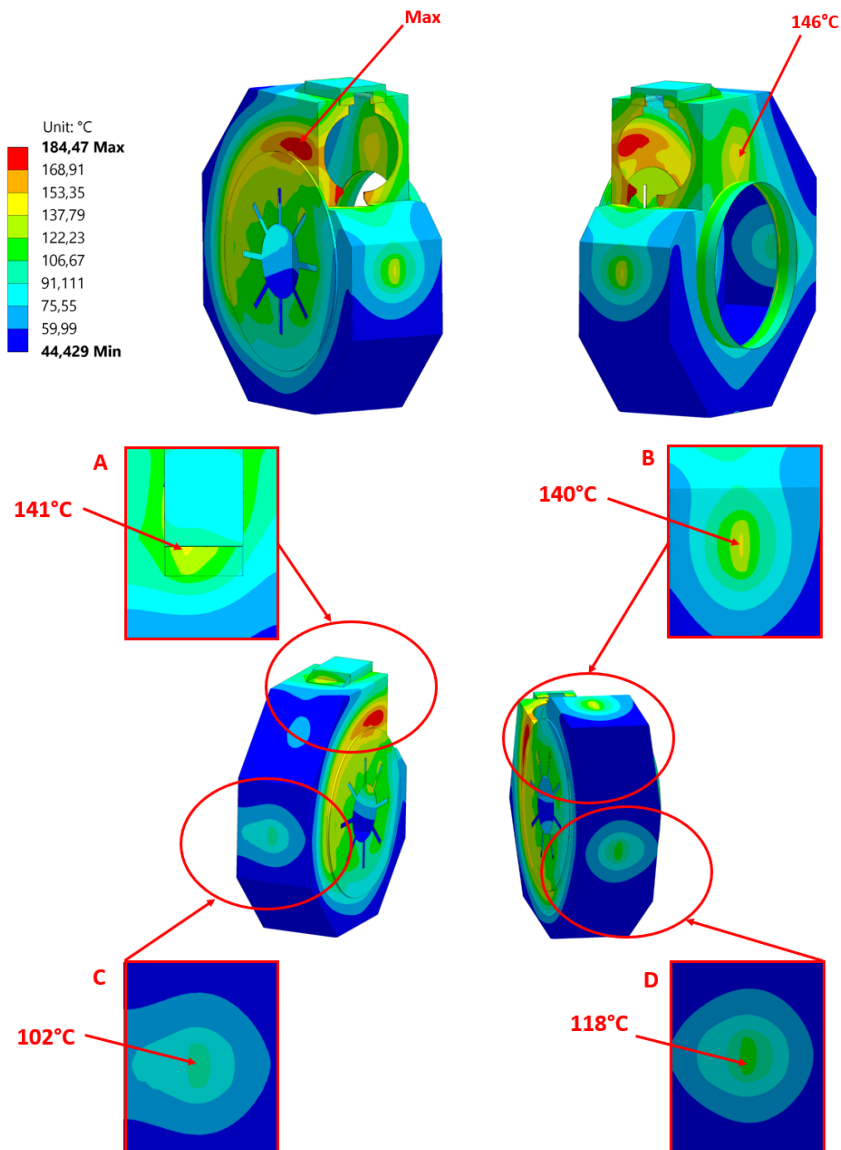 Max
146°C
Unit: °C
184,47 Max
168,91
153,35
137,79
122,23
106,67
91,111
75,55
59,99
44,429 Min
A
B
141°C
140°C
C
D
102°C
118°C